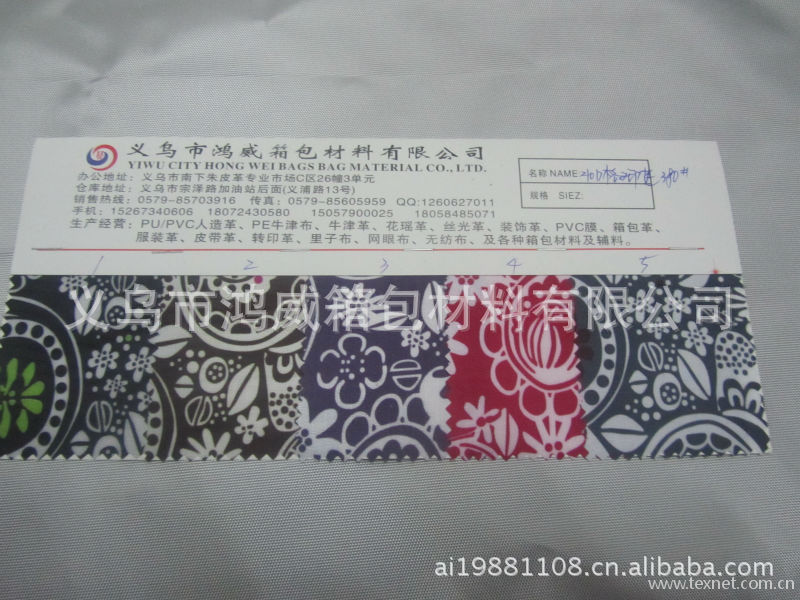 义乌市鸿威箱包材料有限公司
YIWU CITY HONG WEI BAGS BAG MATERIAL CO., LTD.
办公地址：义乌市南下朱皮革专业市场C区26幢3单元
仓库地址：义乌市宗泽路加油站后面(义浦路13号)
销售热线：0579-85703916 传真：0579-85605959 QQ:1260627011
手机：15267340606 18072430580 15057900025 18058485071
生产经营：PU/PVC人造革、PE牛津布、牛津革、花瑶革、丝光革、装饰革、PVC膜、箱包革、
服装革、皮带革、转印革、里子布、网眼布、无纺布、及各种箱包材料及辅料。
名称 NAME: 210D 380#
规格 SIEZ:
1 2 3 4 5
义乌市鸿威箱包材料有限公司
ai19881108.cn.alibaba.com
www.texnet.com.cn